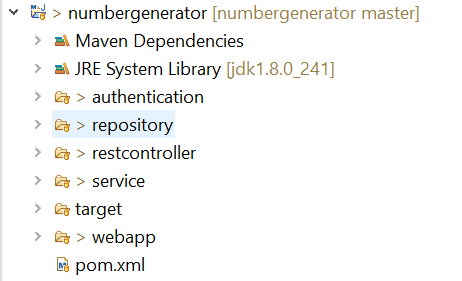 > numbergenerator [numbergenerator master]
Maven Dependencies
JRE System Library [jdk1.8.0_241]
> authentication
> repository
> restcontroller
> service
target
> webapp
pom.xml